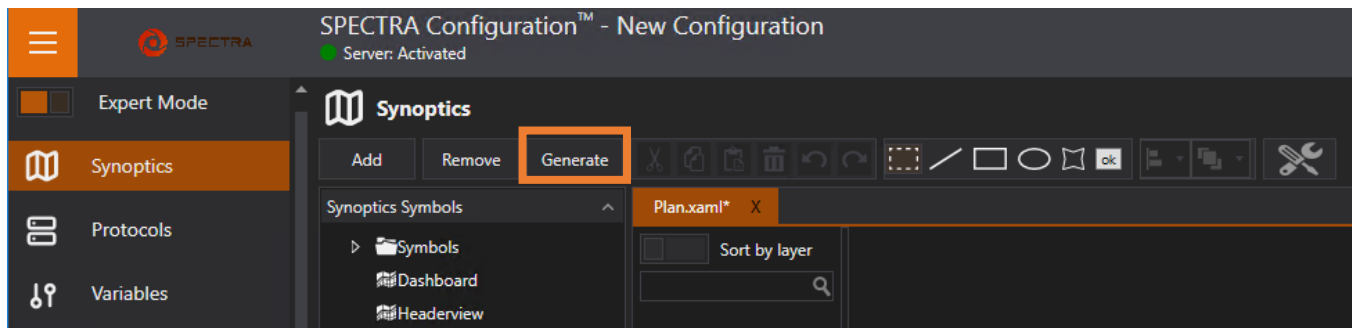 SPECTRA
SPECTRA Configuration™ - New Configuration
Server: Activated
Expert Mode
Synoptics
Synoptics
Add Remove Generate ok
Synoptics Symbols
Plan.xaml* X
Protocols
Symbols
Sort by layer
Dashboard
Variables
Headerview